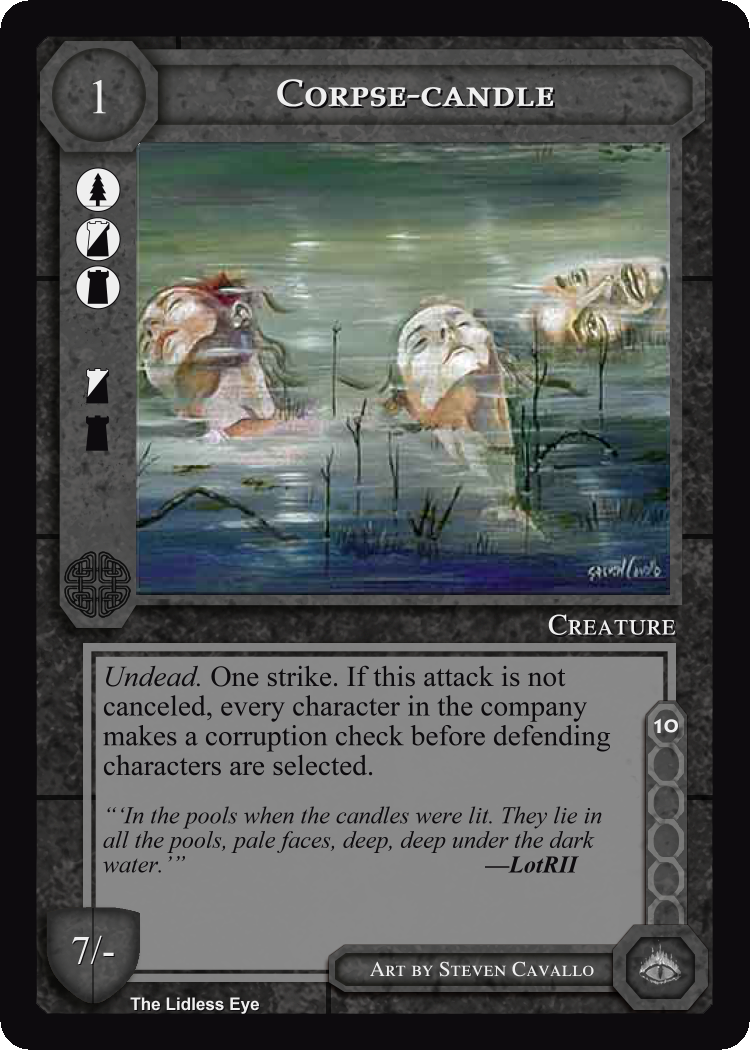 1
CORPSE-CANDLE
Steven Cavallo
CREATURE
Undead. One strike. If this attack is not
canceled, every character in the company
makes a corruption check before defending
characters are selected.
10
“‘In the pools when the candles were lit. They lie in
all the pools, pale faces, deep, deep under the dark
water.’” —LotRII
7/-
ART BY STEVEN CAVALLO
The Lidless Eye